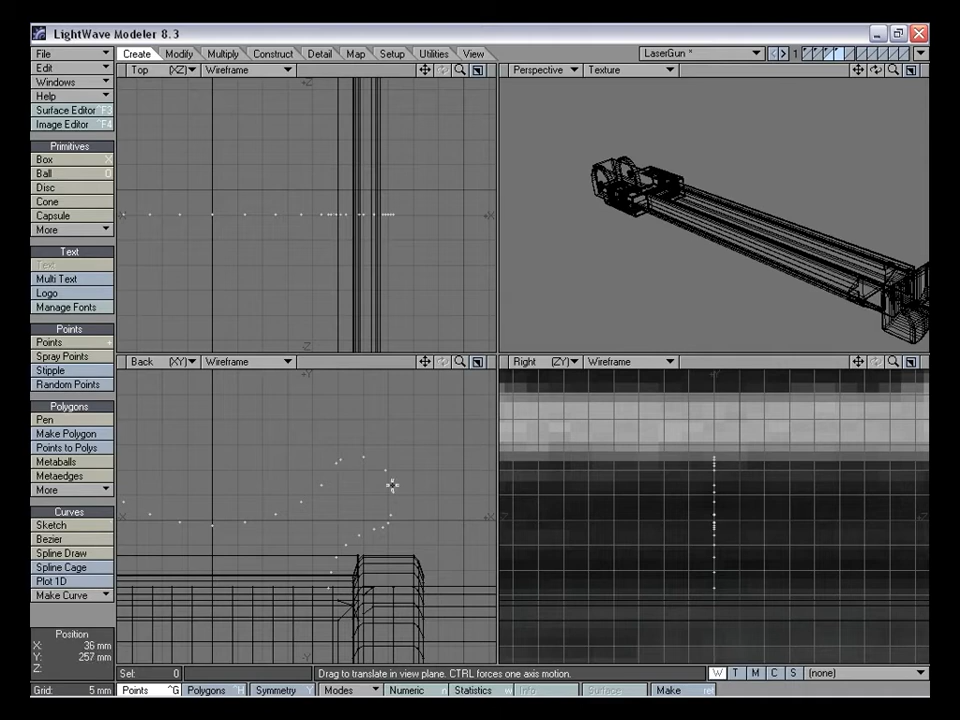 LightWave Modeler 8.3
File
Create Modify Multiply Construct Detail Map Setup Utilities View
LaserGun *
1
Edit
Top (XZ) Wireframe
Perspective Texture
Windows
Help
Surface Editor ^F3
Image Editor ^F4
Primitives
Box X
Ball O
Disc
Cone
Capsule
More
Text
Text
Multi Text
Logo
Manage Fonts
Points
Points +
Spray Points
Stipple
Random Points
Back (XY) Wireframe
Right (ZY) Wireframe
Polygons
Pen
Make Polygon
Points to Polys
Metaballs
Metaedges
More
Curves
Sketch
Bezier
Spline Draw
Spline Cage
Plot 1D
Make Curve
Position
X: 36 mm
Y: 257 mm
Z:
Grid: 5 mm
Sel: 0
Drag to translate in view plane. CTRL forces one axis motion.
W T M C S (none)
Points ^G Polygons ^H Symmetry Y Modes Numeric n Statistics w Info i Surface q Make ret